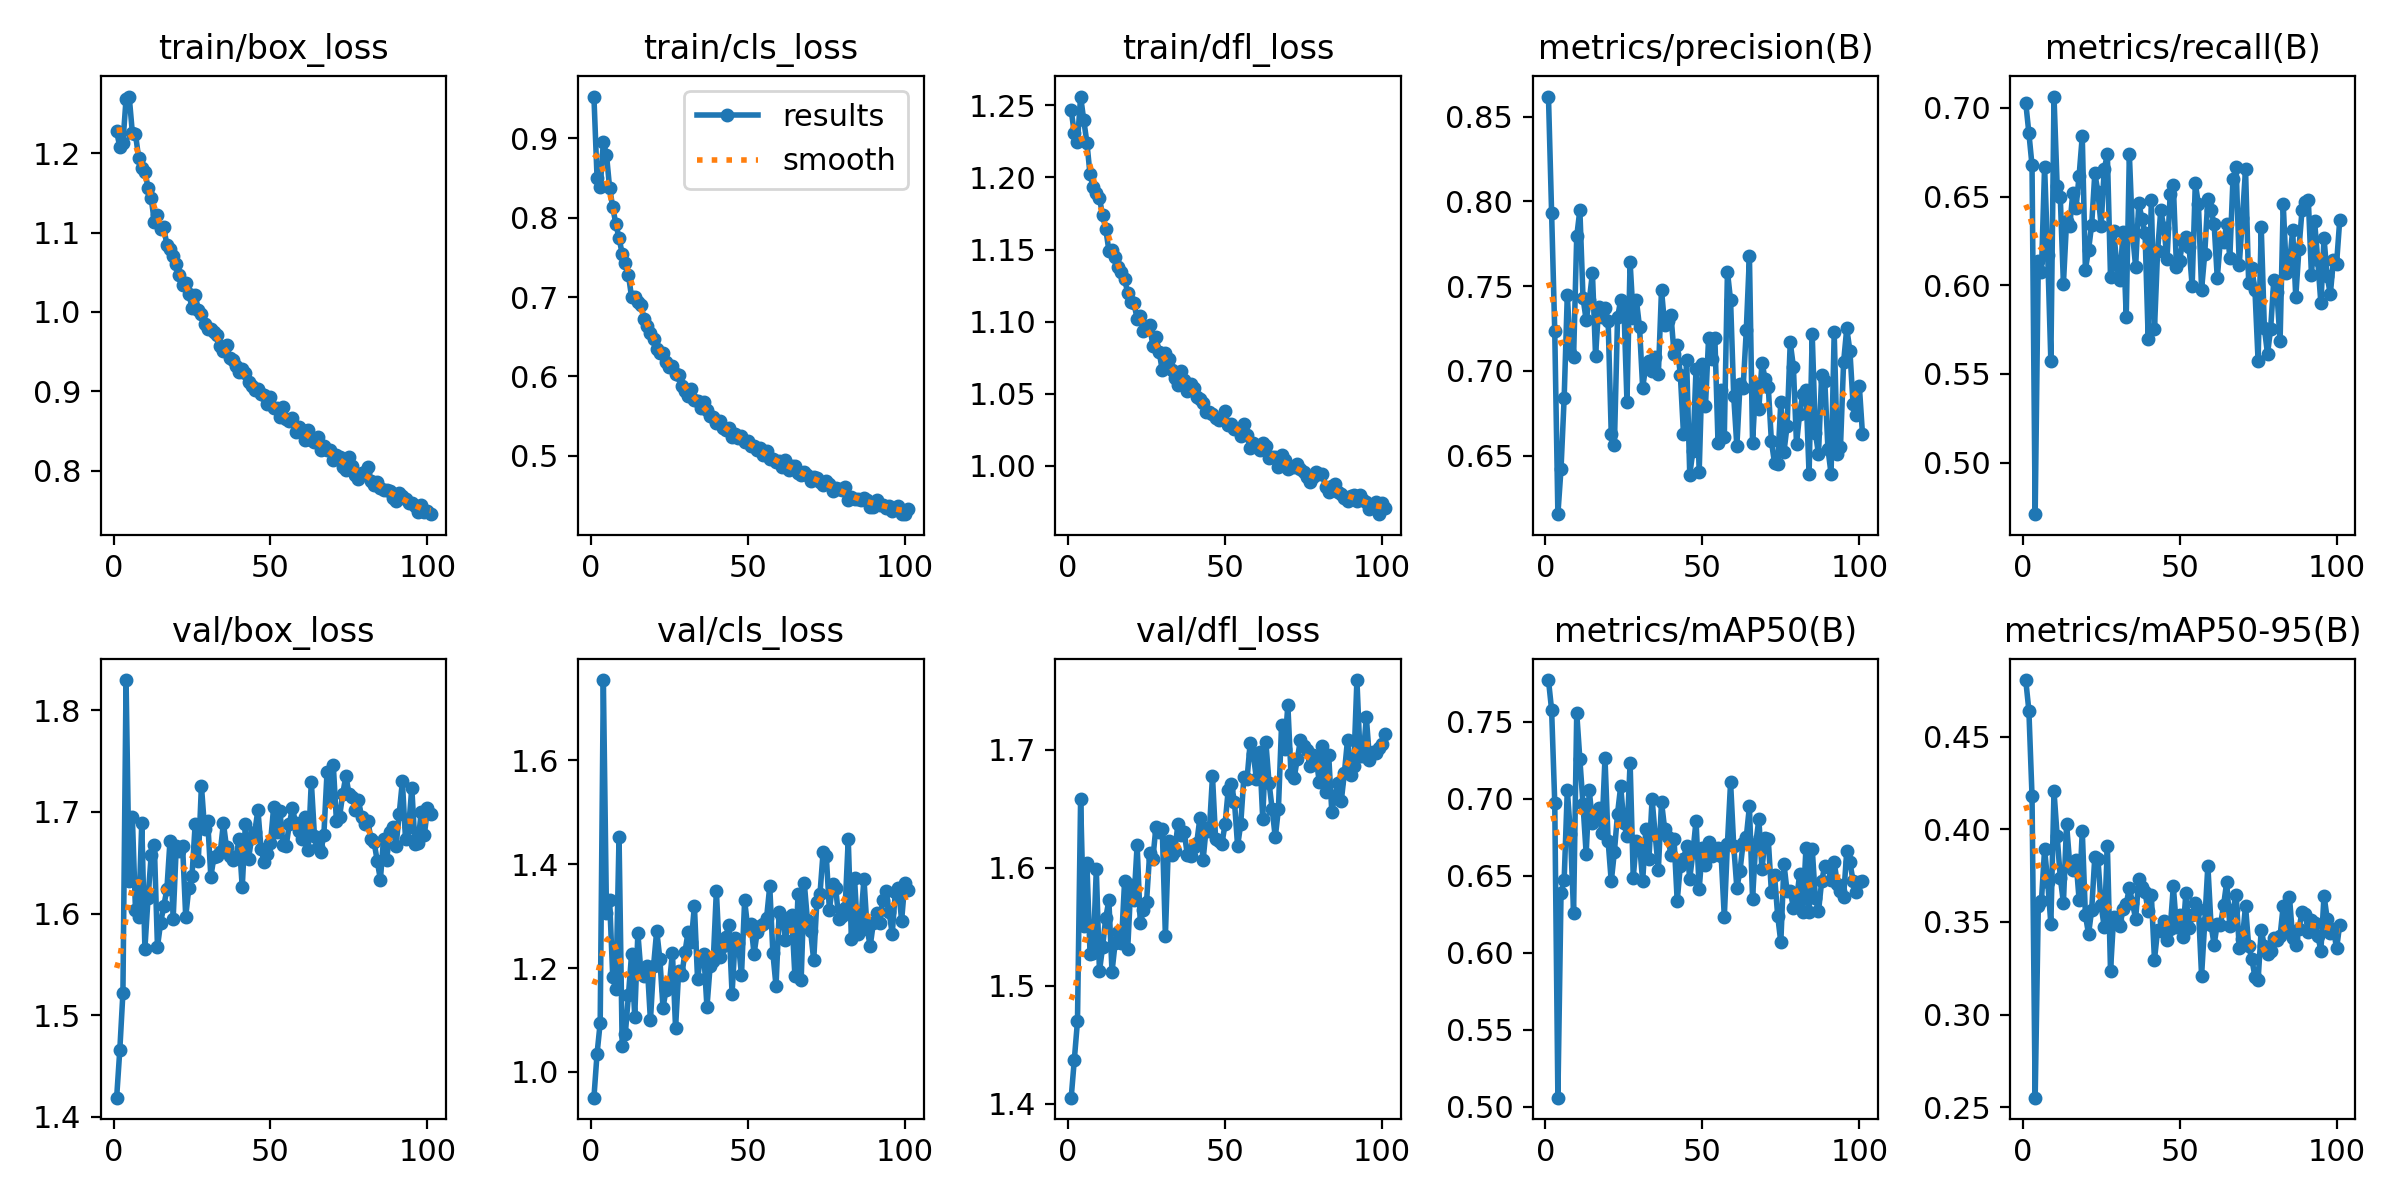 train/box_loss
train/cls_loss
train/dfl_loss
metrics/precision(B)
metrics/recall(B)
1.2
1.1
1.0
0.9
0.8
0 50 100
results
smooth
0.9
0.8
0.7
0.6
0.5
0 50 100
1.25
1.20
1.15
1.10
1.05
1.00
0 50 100
0.85
0.80
0.75
0.70
0.65
0 50 100
0.70
0.65
0.60
0.55
0.50
0 50 100
val/box_loss
val/cls_loss
val/dfl_loss
metrics/mAP50(B)
metrics/mAP50-95(B)
1.8
1.7
1.6
1.5
1.4
0 50 100
1.6
1.4
1.2
1.0
0 50 100
1.7
1.6
1.5
1.4
0 50 100
0.75
0.70
0.65
0.60
0.55
0.50
0 50 100
0.45
0.40
0.35
0.30
0.25
0 50 100